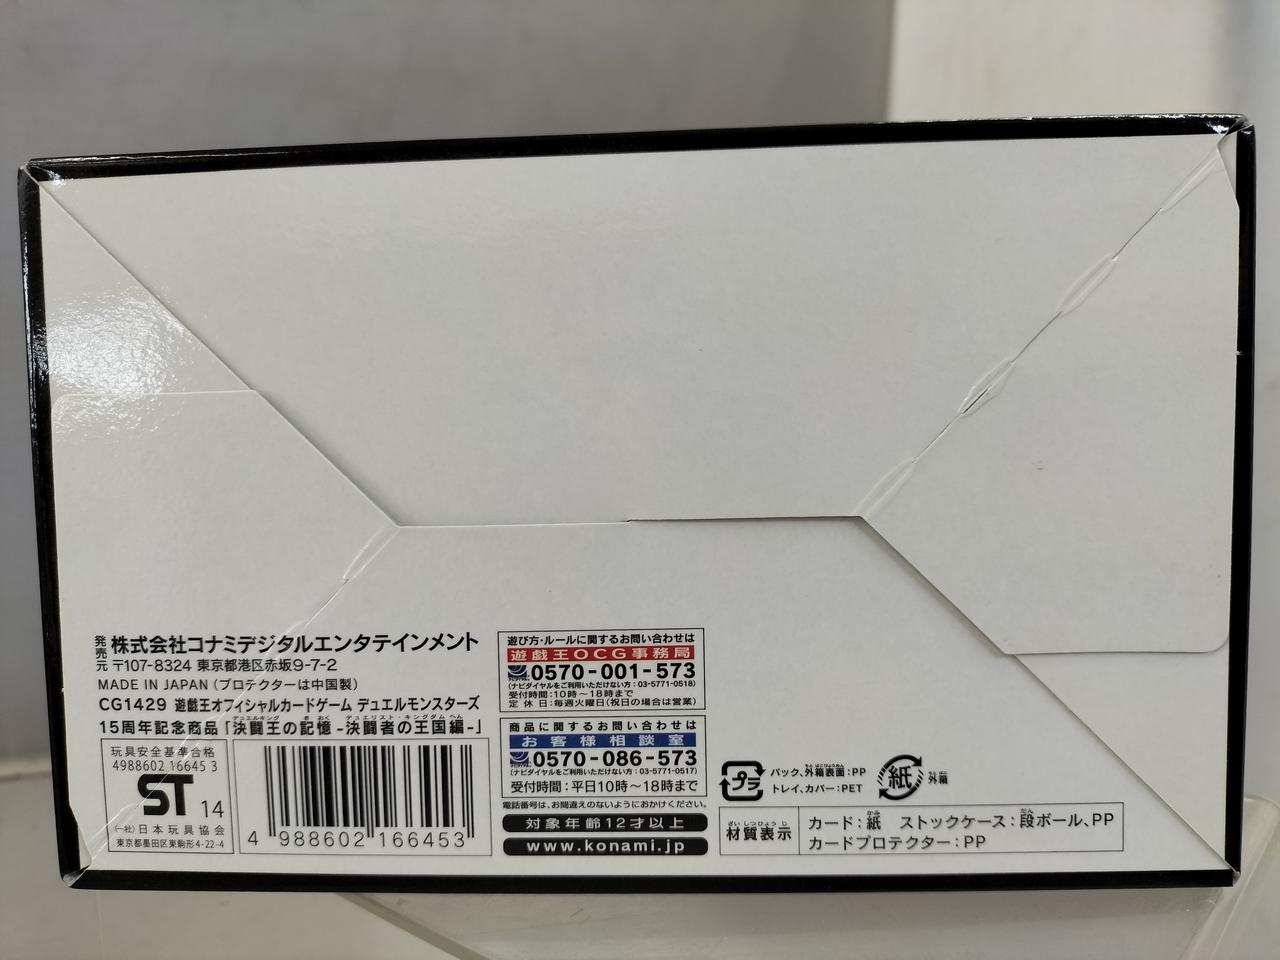 発売元 株式会社コナミデジタルエンタテインメント
〒107-8324 東京都港区赤坂9-7-2
MADE IN JAPAN (プロテクターは中国製)
CG1429 遊戯王オフィシャルカードゲーム デュエルモンスターズ
15周年記念商品「決闘王の記憶 -決闘者の王国編-」
玩具安全基準合格
4988602 16645 3
ST 14
(一社)日本玩具協会
東京都墨田区東駒形4-22-4
4 988602 166453
遊び方・ルールに関するお問い合わせは
遊戯王OCG事務局
0570-001-573
(ナビダイヤルをご利用いただけない方:03-5771-0518)
受付時間:10時～18時まで
定休日:毎週火曜日(祝日の場合は営業)
商品に関するお問い合わせは
お客様相談室
0570-086-573
(ナビダイヤルをご利用いただけない方:03-5771-0517)
受付時間:平日10時～18時まで
電話番号は、お間違えのないようにおかけください。
対象年齢12才以上
www.konami.jp
プラ
パック、外箱表面:PP
トレイ、カバー:PET
紙
外箱
材質表示
カード:紙 ストックケース:段ボール、PP
カードプロテクター:PP